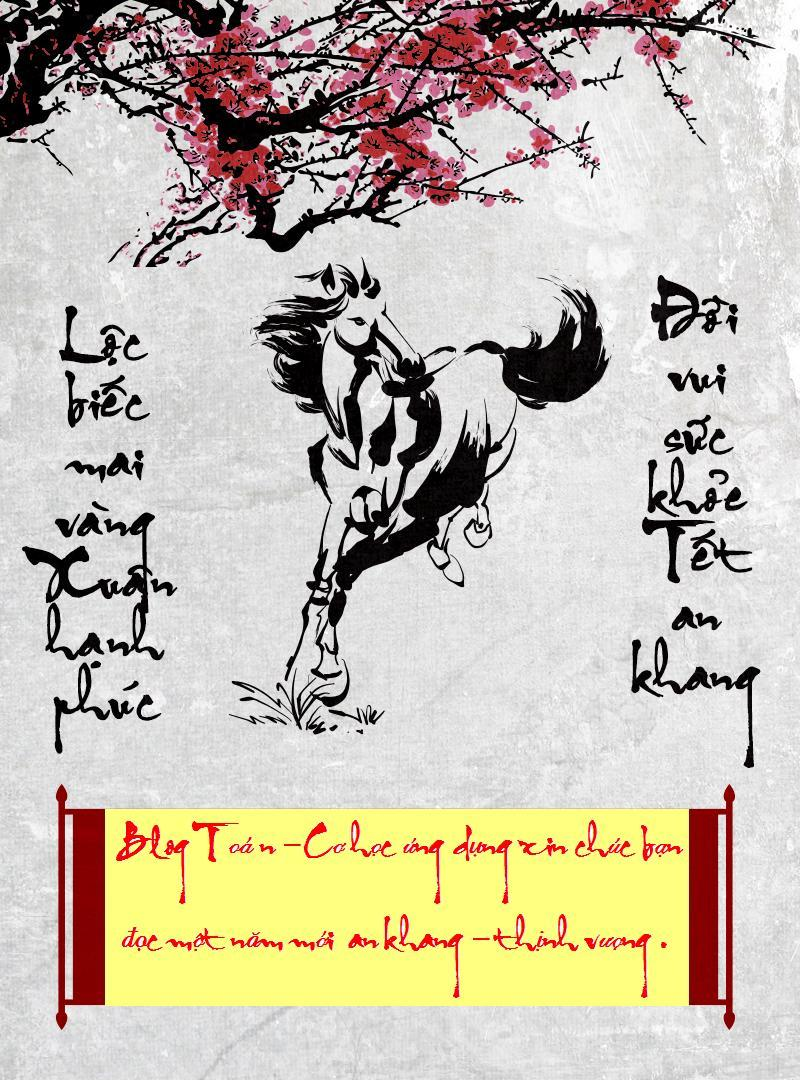 Lộc
biếc
mai
vàng
Xuân
hạnh
phúc
Đời
vui
sức
khỏe
Tết
an
khang
Blog Toán – Cơ học ứng dụng xin chúc bạn
đọc một năm mới an khang – thịnh vượng .